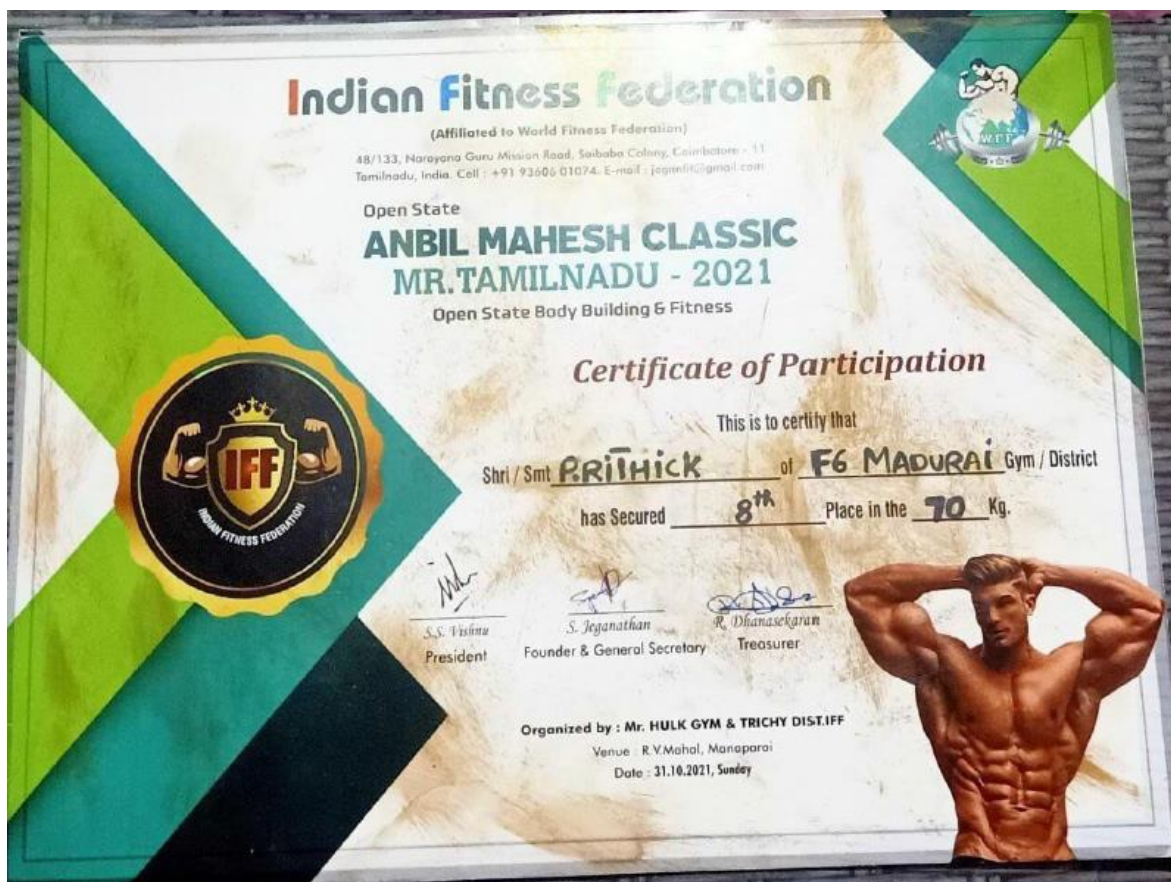 Indian Fitness Federation
(Affiliated to World Fitness Federation)
48/133, Narayana Guru Mission Road, Saibaba Colony, Coimbatore - 11
Tamilnadu, India. Cell : +91 93606 01074. E-mail :
W.F.F
Open State
ANBIL MAHESH CLASSIC
MR.TAMILNADU - 2021
Open State Body Building & Fitness
Certificate of Participation
This is to certify that
Shri / Smt P.RITHICK of F6 MADURAI Gym / District
has Secured 8th Place in the 70 Kg.
IFF
INDIAN FITNESS FEDERATION
S.S. Vishnu
President
S. Jeganathan
Founder & General Secretary
R. Dhanasekaran
Treasurer
Organized by : Mr. HULK GYM & TRICHY DIST.IFF
Venue : R.V.Mahal, Manaparai
Date : 31.10.2021, Sunday